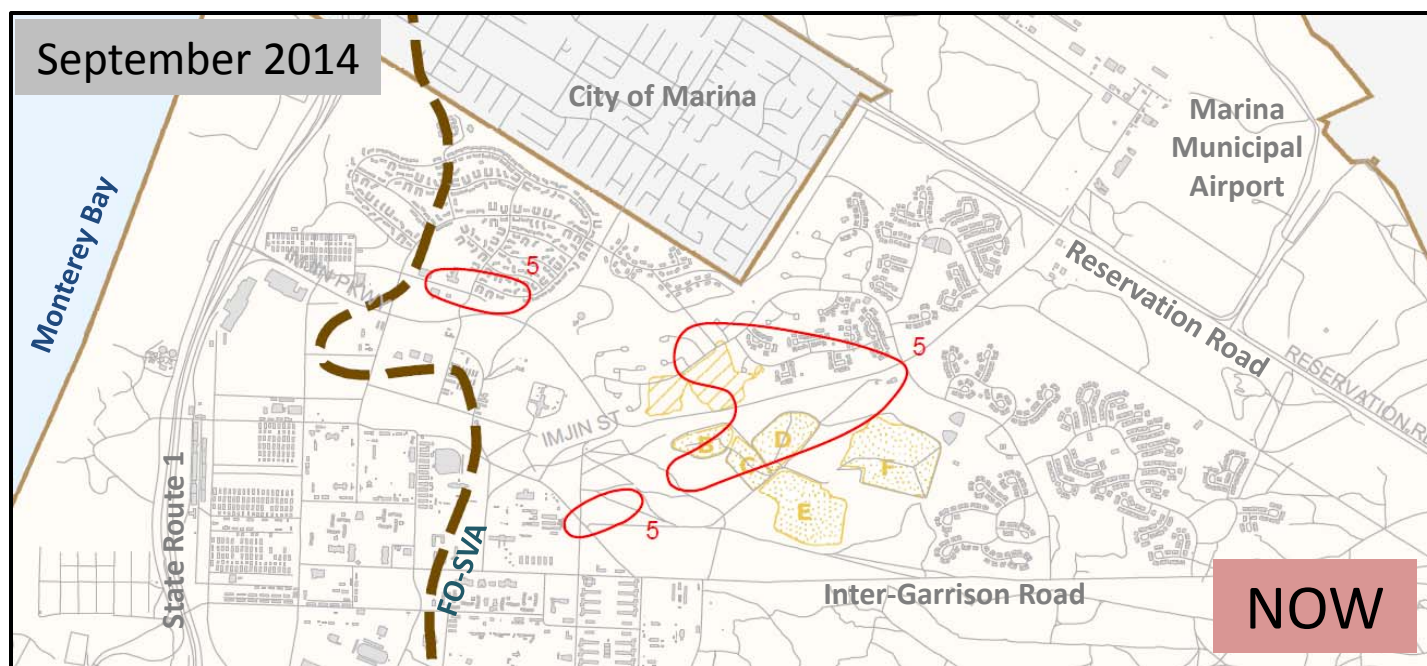 September 2014
City of Marina
Marina
Municipal
Airport
Monterey Bay
5
Reservation Road
5
RESERVATION R
IMJIN ST
B
D
C
F
E
5
State Route 1
FO-SVA
Inter-Garrison Road
NOW